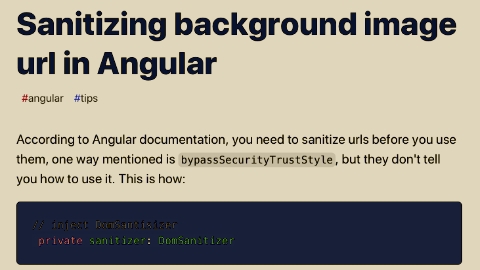 Sanitizing background image
url in Angular
#angular #tips
According to Angular documentation, you need to sanitize urls before you use
them, one way mentioned is bypassSecurityTrustStyle, but they don't tell
you how to use it. This is how:
// inject DomSantisizer
private sanitizer: DomSanitizer